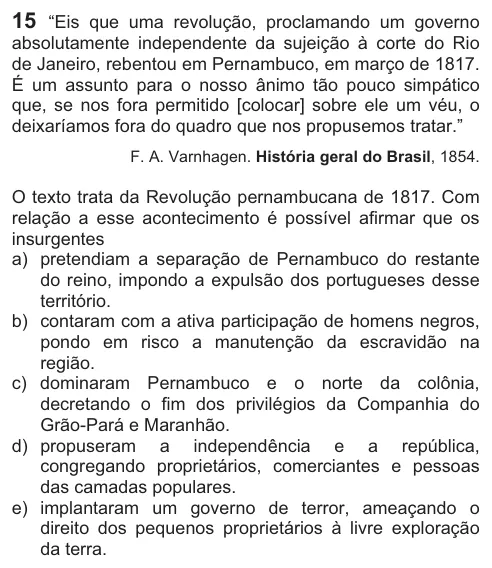 15 “Eis que uma revolução, proclamando um governo
absolutamente independente da sujeição à corte do Rio
de Janeiro, rebentou em Pernambuco, em março de 1817.
É um assunto para o nosso ânimo tão pouco simpático
que, se nos fora permitido [colocar] sobre ele um véu, o
deixaríamos fora do quadro que nos propusemos tratar.”
F. A. Varnhagen. História geral do Brasil, 1854.
O texto trata da Revolução pernambucana de 1817. Com
relação a esse acontecimento é possível afirmar que os
insurgentes
a) pretendiam a separação de Pernambuco do restante
do reino, impondo a expulsão dos portugueses desse
território.
b) contaram com a ativa participação de homens negros,
pondo em risco a manutenção da escravidão na
região.
c) dominaram Pernambuco e o norte da colônia,
decretando o fim dos privilégios da Companhia do
Grão-Pará e Maranhão.
d) propuseram a independência e a república,
congregando proprietários, comerciantes e pessoas
das camadas populares.
e) implantaram um governo de terror, ameaçando o
direito dos pequenos proprietários à livre exploração
da terra.